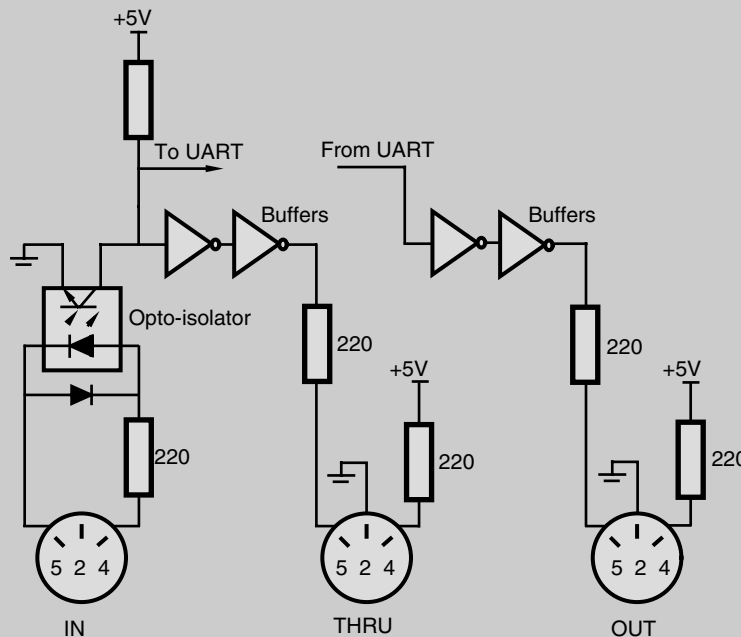 +5V
To UART
From UART
Buffers
Buffers
Opto-isolator
220
220
+5V
+5V
220
220
220
5 2 4
5 2 4
5 2 4
IN
THRU
OUT